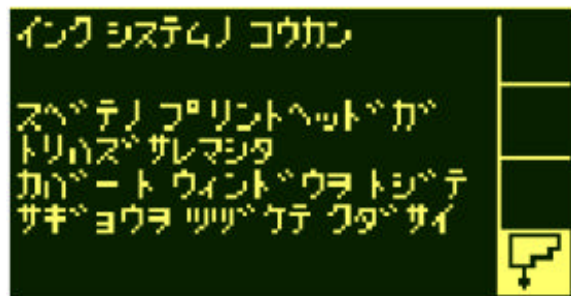 インク システムノ コウカン
スベテノ プリントヘッドガ
トリハズサレマシタ
カバート ウィンドウヲ トジテ
サギョウヲ ツヅケテ クダサイ